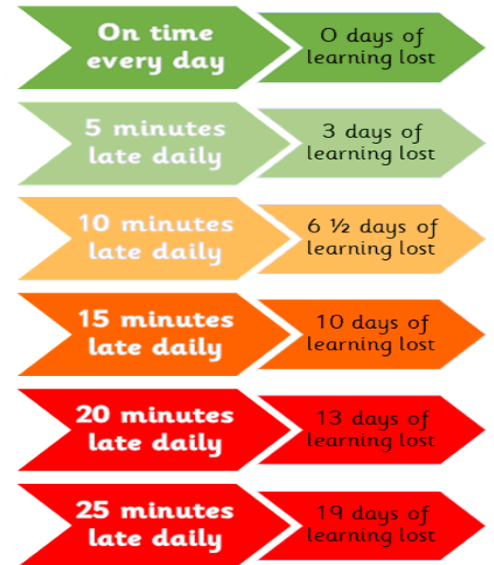 On time
every day
0 days of
learning lost
5 minutes
late daily
3 days of
learning lost
10 minutes
late daily
6 ½ days of
learning lost
15 minutes
late daily
10 days of
learning lost
20 minutes
late daily
13 days of
learning lost
25 minutes
late daily
19 days of
learning lost